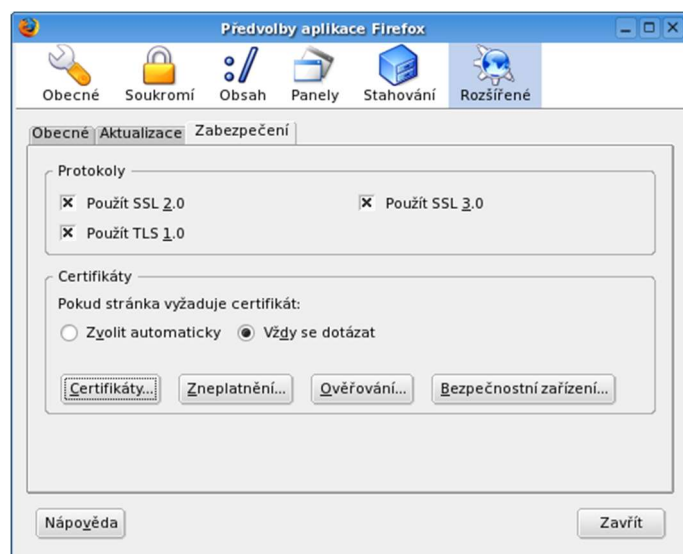 Předvolby aplikace Firefox
Obecné Soukromí Obsah Panely Stahování Rozšířené
Obecné Aktualizace Zabezpečení
Protokoly
Použít SSL 2.0 Použít SSL 3.0
Použít TLS 1.0
Certifikáty
Pokud stránka vyžaduje certifikát:
Zvolit automaticky Vždy se dotázat
Certifikáty... Zneplatnění... Ověřování... Bezpečnostní zařízení...
Nápověda Zavřít